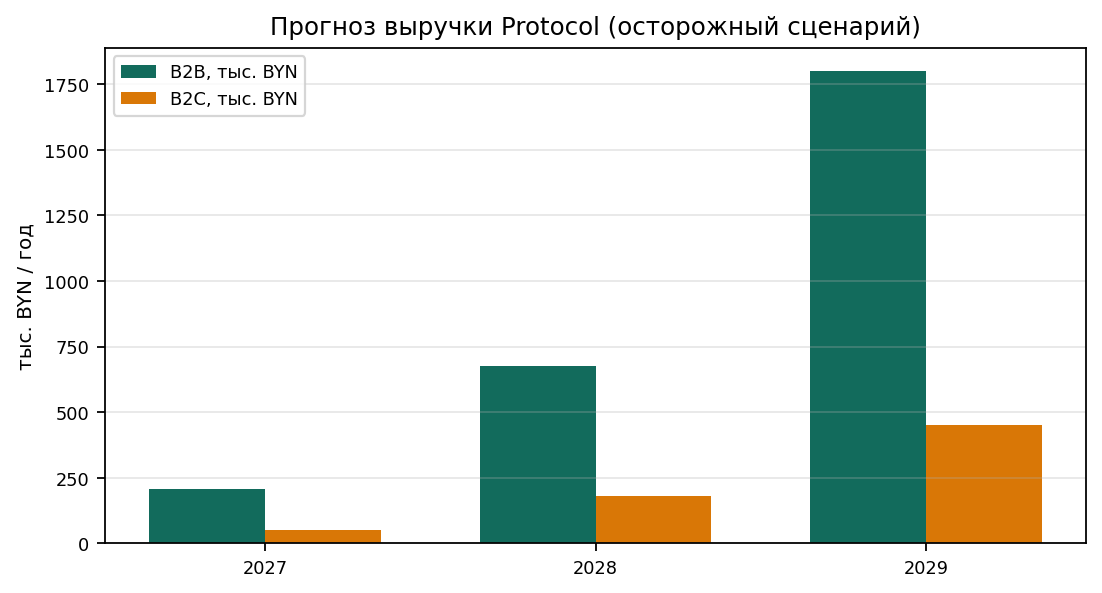 Прогноз выручки Protocol (осторожный сценарий)
B2B, тыс. BYN
B2C, тыс. BYN
тыс. BYN / год
1750
1500
1250
1000
750
500
250
0
2027
2028
2029